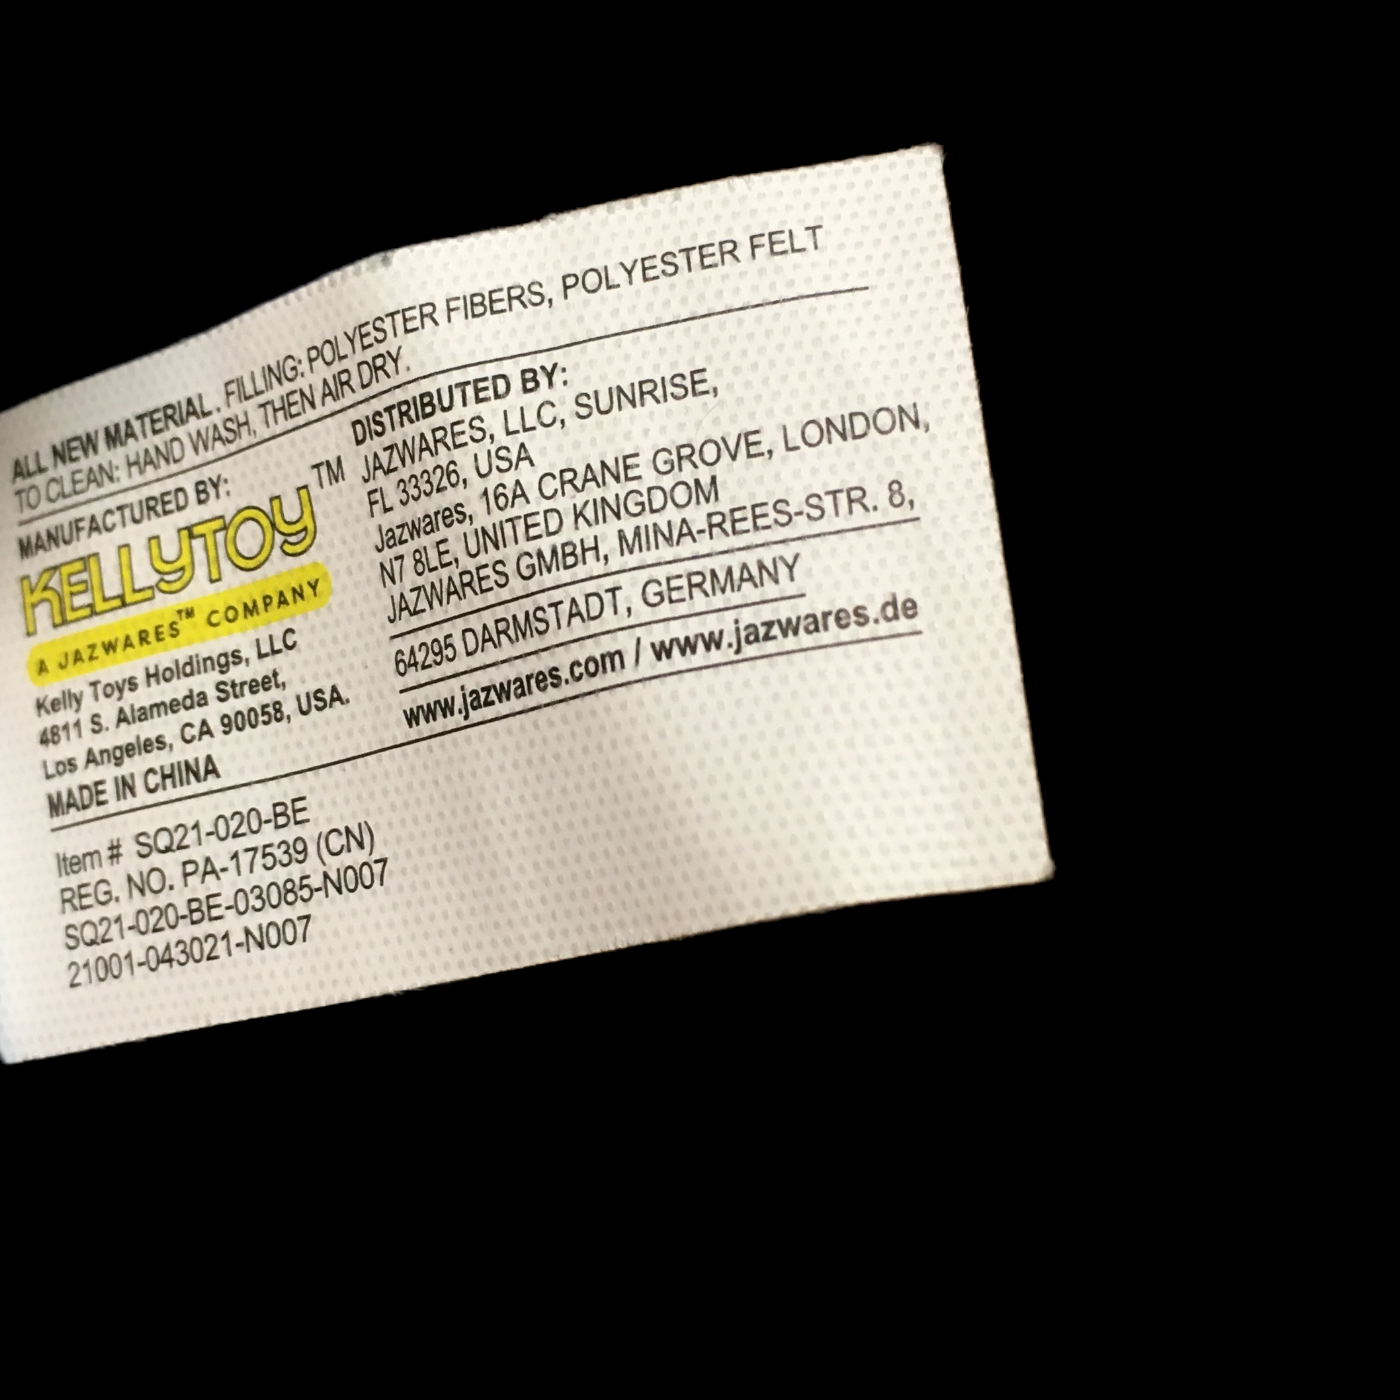 ALL NEW MATERIAL. FILLING: POLYESTER FIBERS, POLYESTER FELT
TO CLEAN: HAND WASH, THEN AIR DRY.
MANUFACTURED BY:
KELLYTOY™
A JAZWARES™ COMPANY
Kelly Toys Holdings, LLC
4811 S. Alameda Street,
Los Angeles, CA 90058, USA.
MADE IN CHINA
DISTRIBUTED BY:
JAZWARES, LLC, SUNRISE,
FL 33326, USA
Jazwares, 16A CRANE GROVE, LONDON,
N7 8LE, UNITED KINGDOM
JAZWARES GMBH, MINA-REES-STR. 8,
64295 DARMSTADT, GERMANY
www.jazwares.com / www.jazwares.de
Item # SQ21-020-BE
REG. NO. PA-17539 (CN)
SQ21-020-BE-03085-N007
21001-043021-N007